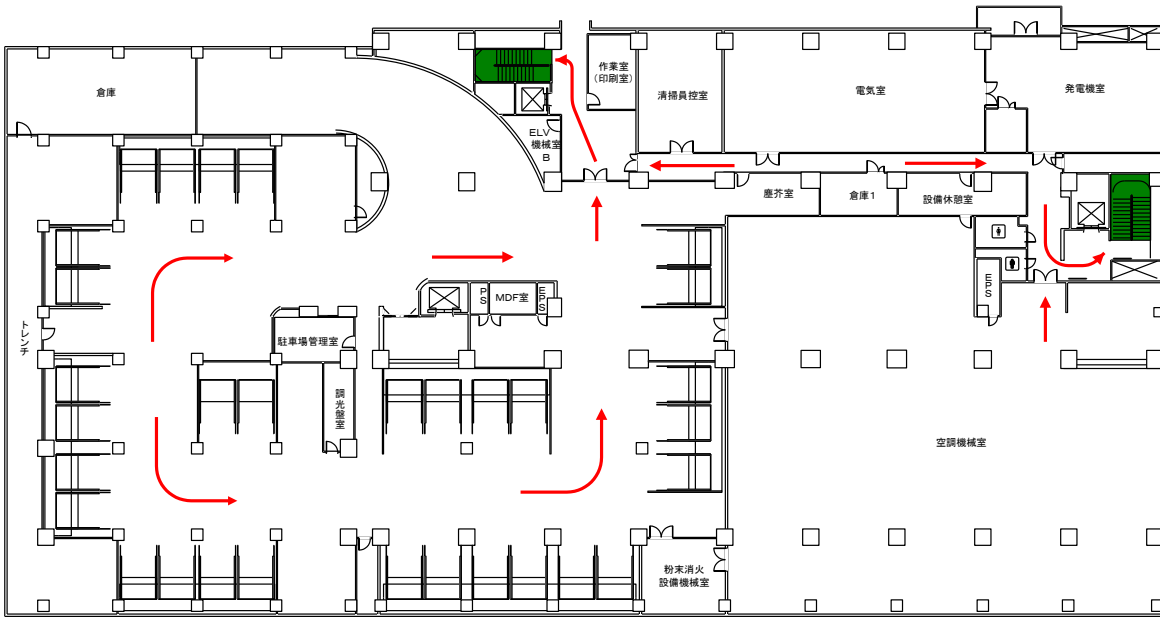 倉庫
作業室
（印刷室）
清掃員控室
電気室
発電機室
ELV
機械室
B
塵芥室
倉庫１
設備休憩室
EPS
PS
MDF室
EPS
トレンチ
駐車場管理室
調光盤室
空調機械室
粉末消火
設備機械室